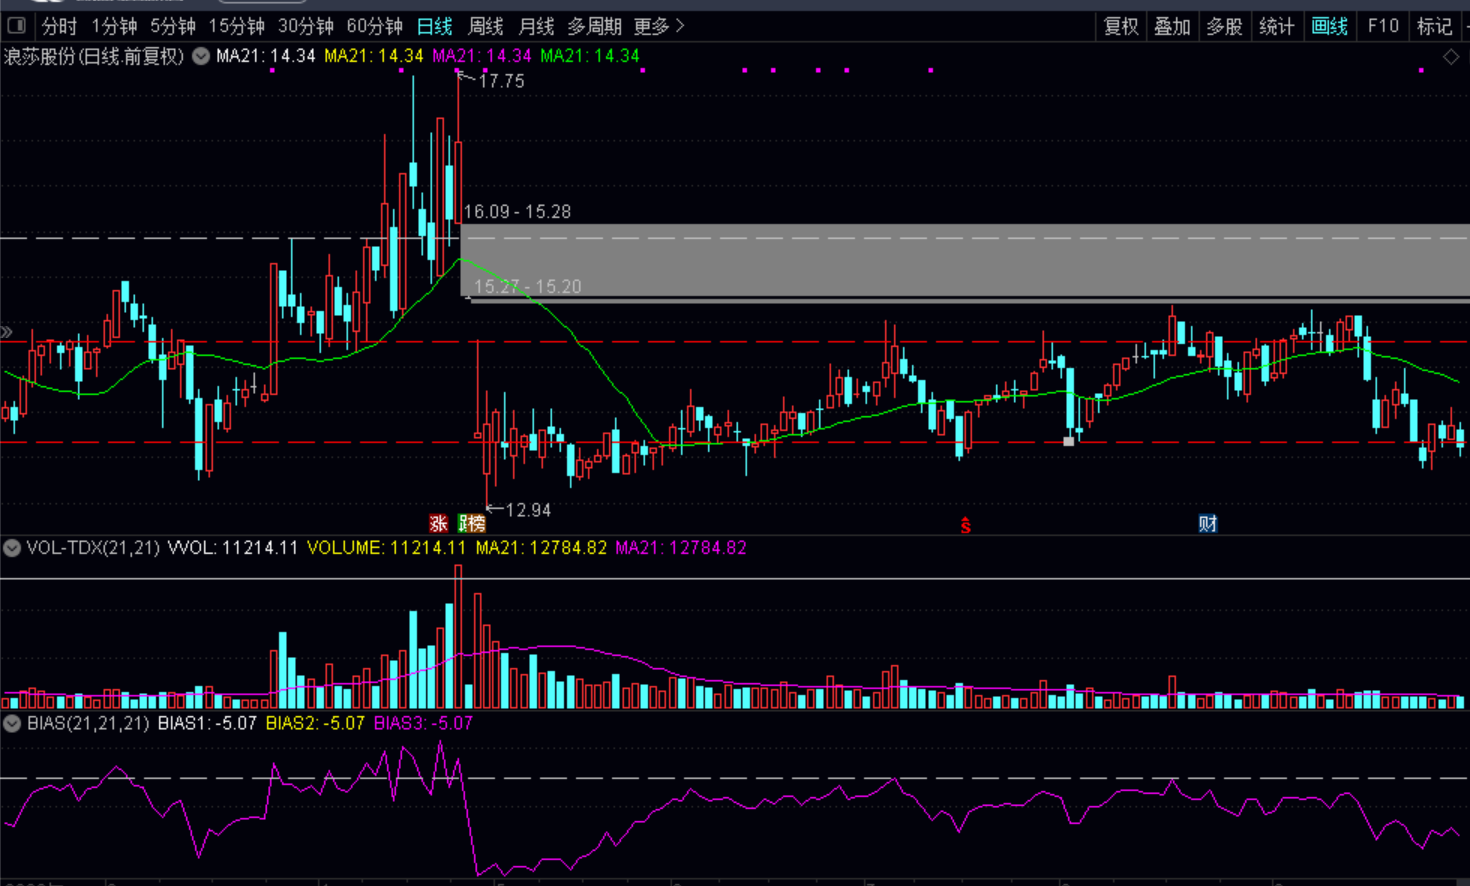 分时 1分钟 5分钟 15分钟 30分钟 60分钟 日线 周线 月线 多周期 更多 复权 叠加 多股 统计 画线 F10 标记
浪莎股份(日线.前复权) MA21: 14.34 MA21: 14.34 MA21: 14.34 MA21: 14.34
17.75
16.09 - 15.28
15.27 - 15.20
12.94
涨 榜 S 财
VOL-TDX(21,21) VVOL: 11214.11 VOLUME: 11214.11 MA21: 12784.82 MA21: 12784.82
BIAS(21,21,21) BIAS1: -5.07 BIAS2: -5.07 BIAS3: -5.07